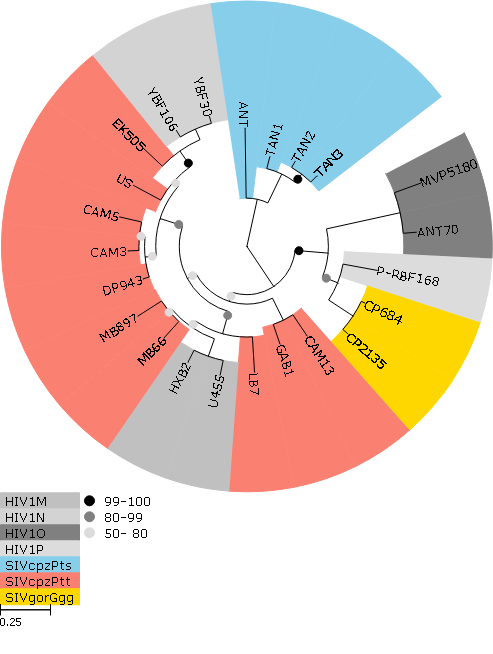 YBF30
YBF106
EK505
US
CAM5
CAM3
DP943
MB897
MB66
HXB2
U455
LB7
GAB1
CAM13
CP2135
CP684
P-RBF168
ANT70
MVP5180
TAN3
TAN2
TAN1
ANT
HIV1M
99-100
HIV1N
80-99
HIV1O
50-80
HIV1P
SIVcpzPts
SIVcpzPtt
SIVgorGgg
0.25